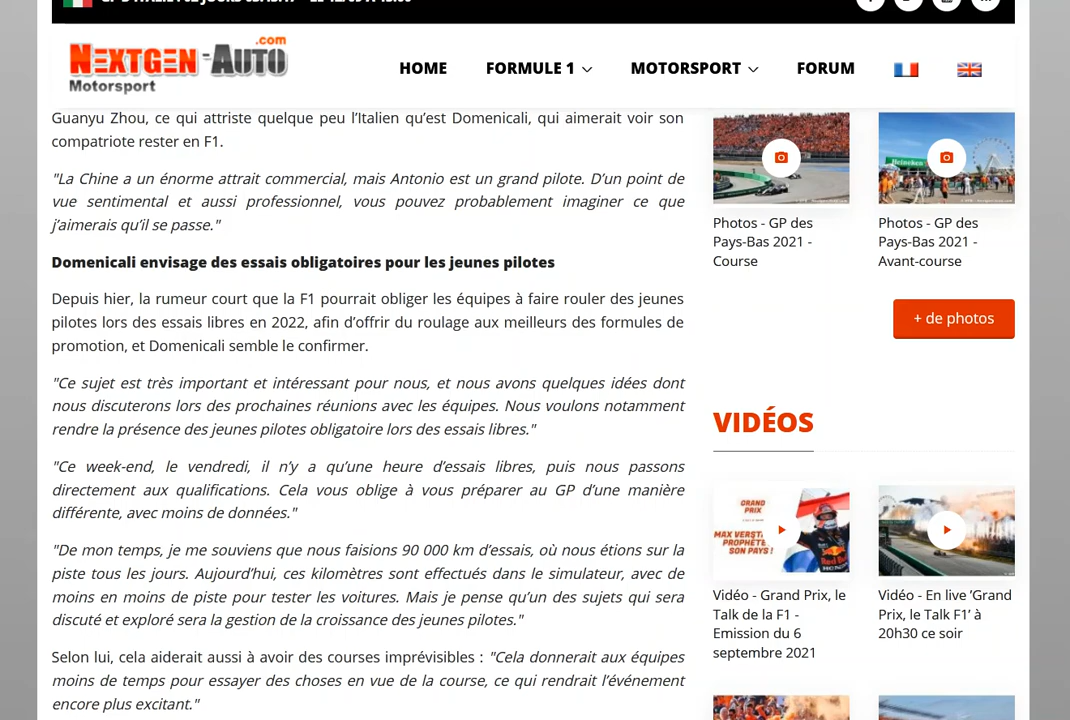 NEXTGEN-AUTO
.com
Motorsport
HOME
FORMULE 1
MOTORSPORT
FORUM
Guanyu Zhou, ce qui attriste quelque peu l’Italien qu’est Domenicali, qui aimerait voir son
compatriote rester en F1.
"La Chine a un énorme attrait commercial, mais Antonio est un grand pilote. D’un point de
vue sentimental et aussi professionnel, vous pouvez probablement imaginer ce que
j’aimerais qu’il se passe."
Domenicali envisage des essais obligatoires pour les jeunes pilotes
Depuis hier, la rumeur court que la F1 pourrait obliger les équipes à faire rouler des jeunes
pilotes lors des essais libres en 2022, afin d’offrir du roulage aux meilleurs des formules de
promotion, et Domenicali semble le confirmer.
"Ce sujet est très important et intéressant pour nous, et nous avons quelques idées dont
nous discuterons lors des prochaines réunions avec les équipes. Nous voulons notamment
rendre la présence des jeunes pilotes obligatoire lors des essais libres."
"Ce week-end, le vendredi, il n’y a qu’une heure d’essais libres, puis nous passons
directement aux qualifications. Cela vous oblige à vous préparer au GP d’une manière
différente, avec moins de données."
"De mon temps, je me souviens que nous faisions 90 000 km d’essais, où nous étions sur la
piste tous les jours. Aujourd’hui, ces kilomètres sont effectués dans le simulateur, avec de
moins en moins de piste pour tester les voitures. Mais je pense qu’un des sujets qui sera
discuté et exploré sera la gestion de la croissance des jeunes pilotes."
Selon lui, cela aiderait aussi à avoir des courses imprévisibles : "Cela donnerait aux équipes
moins de temps pour essayer des choses en vue de la course, ce qui rendrait l’événement
encore plus excitant."
Heineken
Photos - GP des
Pays-Bas 2021 -
Course
Photos - GP des
Pays-Bas 2021 -
Avant-course
+ de photos
VIDÉOS
GRAND
PRIX
MAX VERST
PROPHÈTE
SON PAYS !
Vidéo - Grand Prix, le
Talk de la F1 -
Emission du 6
septembre 2021
Vidéo - En live ’Grand
Prix, le Talk F1’ à
20h30 ce soir